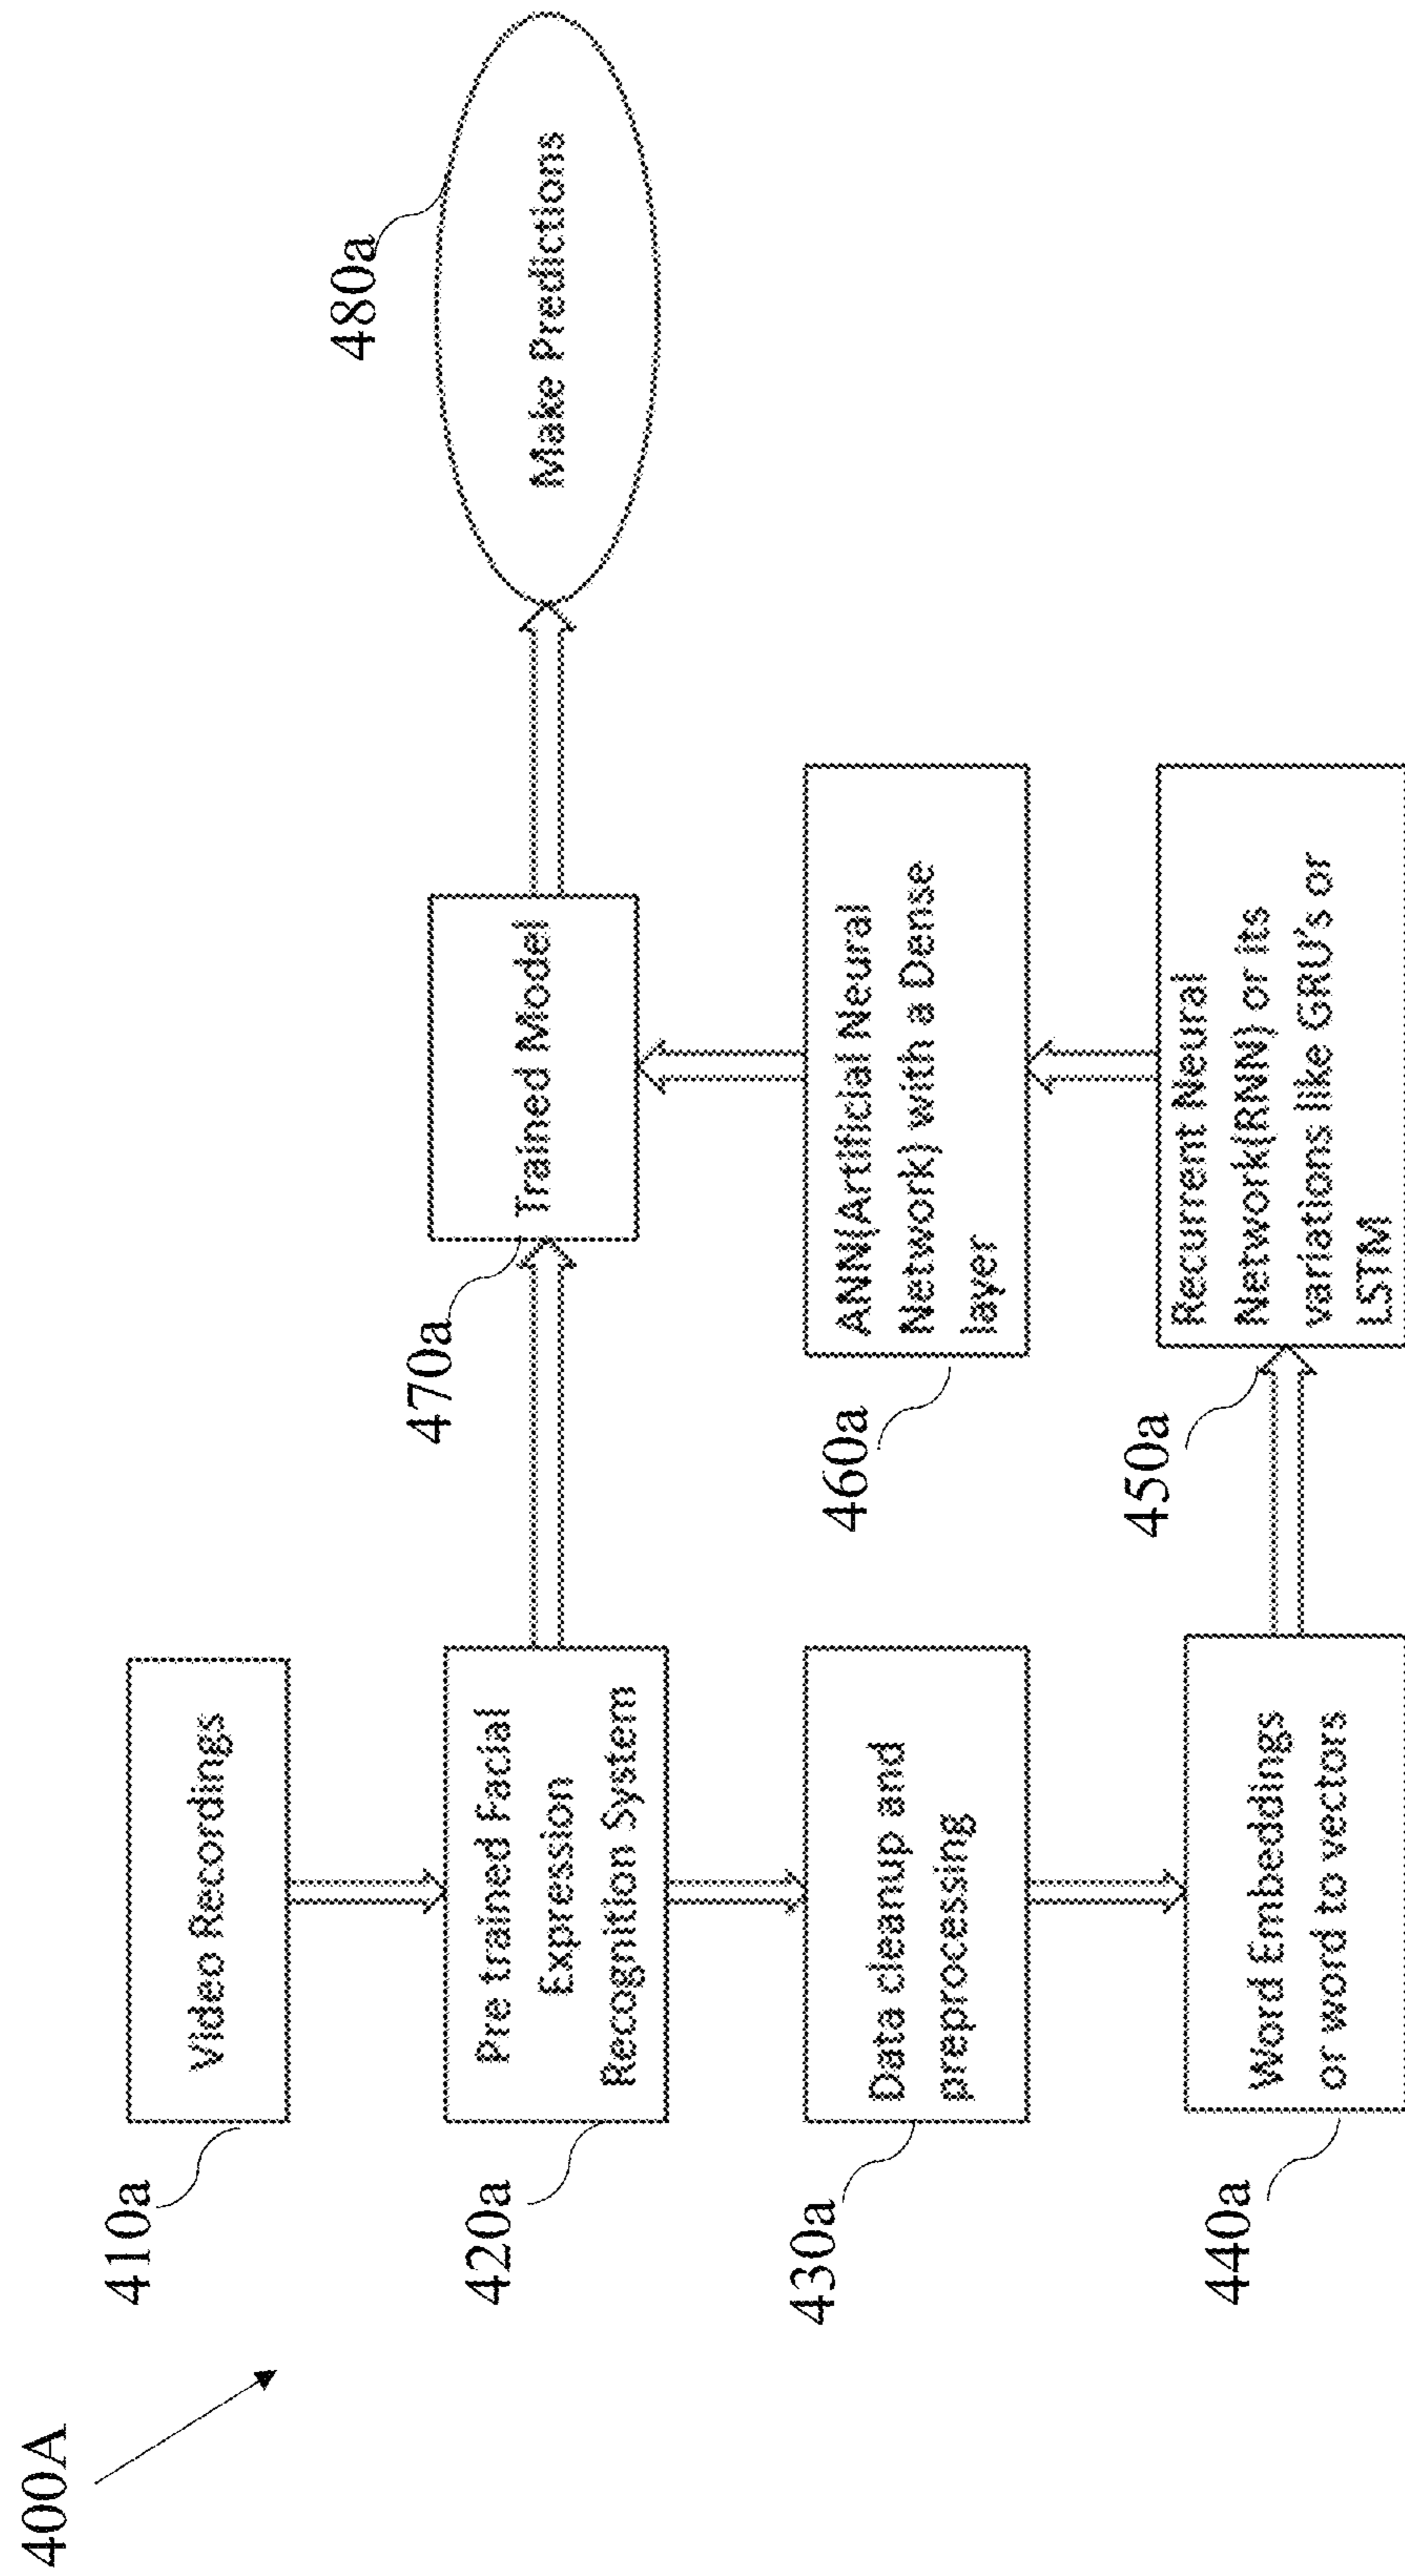 400A
410a
Video Recordings
420a
Pre trained Facial
Expression
Recognition System
430a
Data cleanup and
preprocessing
440a
Word Embeddings
or word to vectors
450a
Recurrent Neural
Network(RNN) or its
variations like GRU's or
LSTM
460a
ANN(Artificial Neural
Network) with a Dense
layer
470a
Trained Model
480a
Make Predictions